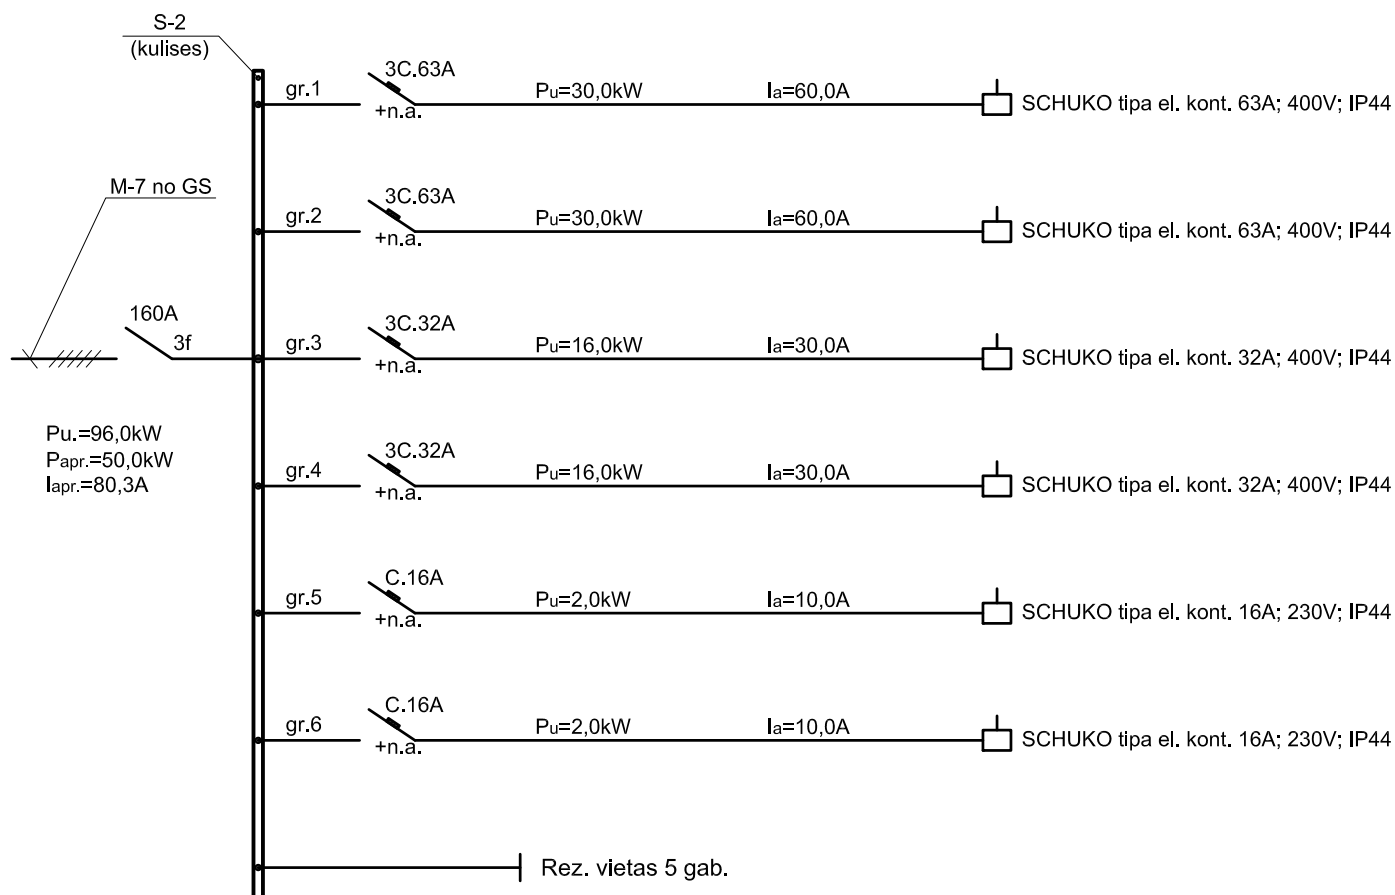 S-2
(kulises)
gr.1
3C.63A
+n.a.
Pu=30,0kW
Ia=60,0A
SCHUKO tipa el. kont. 63A; 400V; IP44
M-7 no GS
gr.2
3C.63A
+n.a.
Pu=30,0kW
Ia=60,0A
SCHUKO tipa el. kont. 63A; 400V; IP44
160A
3f
gr.3
3C.32A
+n.a.
Pu=16,0kW
Ia=30,0A
SCHUKO tipa el. kont. 32A; 400V; IP44
Pu.=96,0kW
Papr.=50,0kW
Iapr.=80,3A
gr.4
3C.32A
+n.a.
Pu=16,0kW
Ia=30,0A
SCHUKO tipa el. kont. 32A; 400V; IP44
gr.5
C.16A
+n.a.
Pu=2,0kW
Ia=10,0A
SCHUKO tipa el. kont. 16A; 230V; IP44
gr.6
C.16A
+n.a.
Pu=2,0kW
Ia=10,0A
SCHUKO tipa el. kont. 16A; 230V; IP44
Rez. vietas 5 gab.